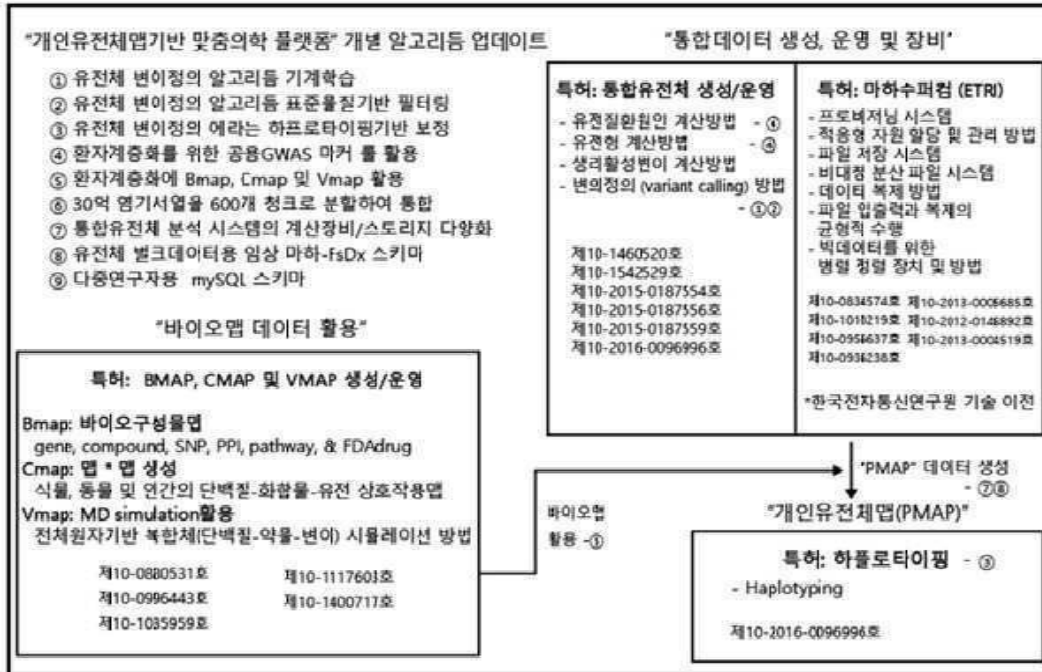 "개인유전체맵기반 맞춤의학 플랫폼" 개별 알고리듬 업데이트
① 유전체 변이정의 알고리듬 기계학습
② 유전체 변이정의 알고리듬 표준물질기반 필터링
③ 유전체 변이정의 에라는 하프로타이핑기반 보정
④ 환자계층화를 위한 공용GWAS 마커 룰 활용
⑤ 환자계층화에 Bmap, Cmap 및 Vmap 활용
⑥ 30억 염기서열을 600개 청크로 분할하여 통합
⑦ 통합유전체 분석 시스템의 계산장비/스토리지 다양화
⑧ 유전체 벌크데이터용 임상 마하-FsDx 스키마
⑨ 다중연구자용 mySQL 스키마
"바이오맵 데이터 활용"
특허: BMAP, CMAP 및 VMAP 생성/운영
Bmap: 바이오구성물맵
gene, compound, SNP, PPI, pathway, & FDAdrug
Cmap: 맵 * 맵 생성
식물, 동물 및 인간의 단백질-화합물-유전 상호작용맵
Vmap: MD simulation활용
전체원자기반 복합체(단백질-약물-변이) 시뮬레이션 방법
제10-0880531호 제10-1117603호
제10-0996443호 제10-1400717호
제10-1035959호
"통합데이터 생성, 운영 및 장비"
특허: 통합유전체 생성/운영
- 유전질환원인 계산방법 - ④
- 유전형 계산방법 - ④
- 생리활성변이 계산방법
- 변의정의 (variant calling) 방법
- ①②
제10-1460520호
제10-1542529호
제10-2015-0187554호
제10-2015-0187556호
제10-2015-0187559호
제10-2016-0096996호
특허: 마하수퍼컴 (ETRI)
- 프로비저닝 시스템
- 적응형 자원 할당 및 관리 방법
- 파일 저장 시스템
- 비대칭 분산 파일 시스템
- 데이터 복제 방법
- 파일 입출력과 복제의
균형적 수행
- 빅데이터를 위한
병렬 정렬 장치 및 방법
제10-0834574호 제10-2013-0005685호
제10-1010219호 제10-2012-0146892호
제10-0956637호 제10-2013-0004519호
제10-0936238호
*한국전자통신연구원 기술 이전
"PMAP" 데이터 생성
- ⑦⑧
바이오맵
활용 -⑤
"개인유전체맵(PMAP)"
특허: 하플로타이핑 - ③
- Haplotyping
제10-2016-0096996호